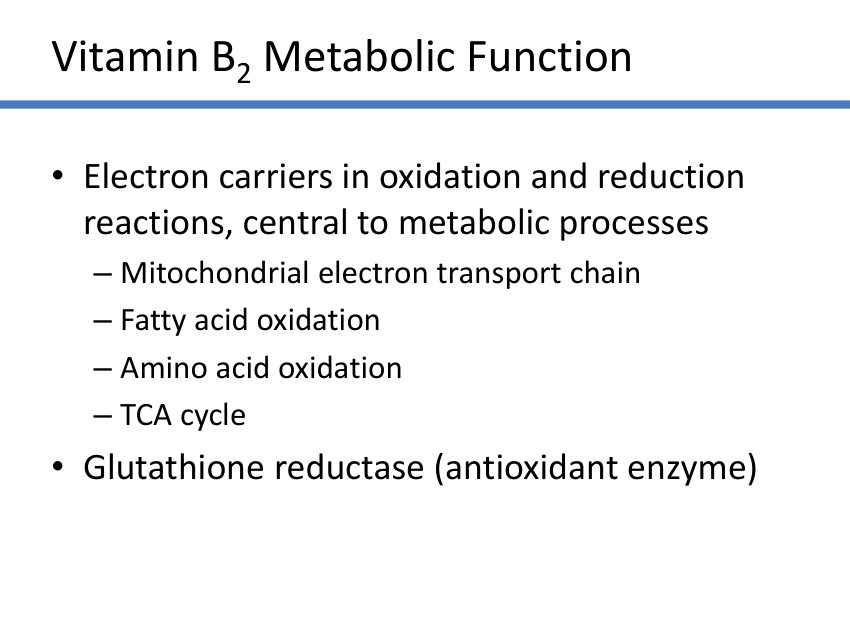 Vitamin B₂ Metabolic Function
• Electron carriers in oxidation and reduction
reactions, central to metabolic processes
– Mitochondrial electron transport chain
– Fatty acid oxidation
– Amino acid oxidation
– TCA cycle
• Glutathione reductase (antioxidant enzyme)